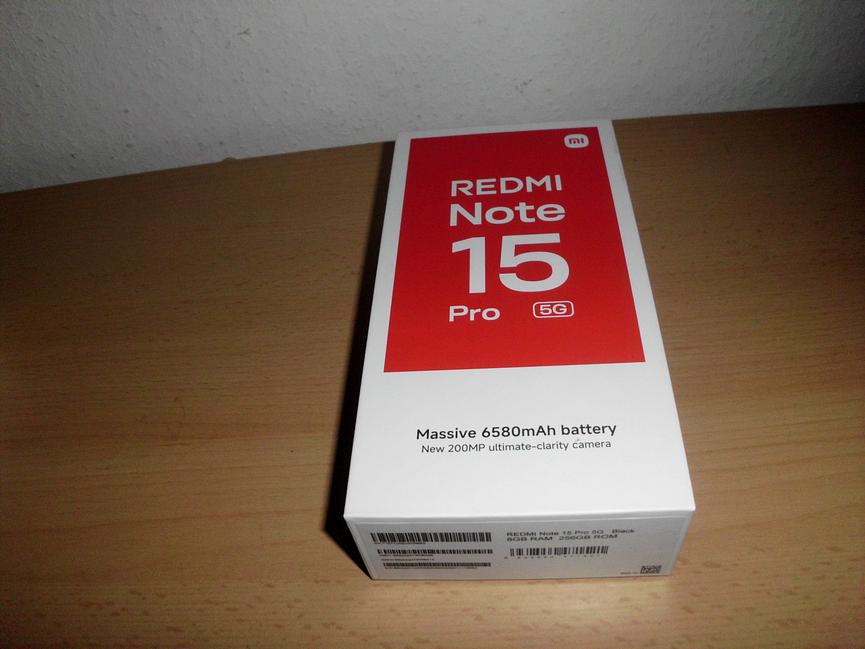 mi
REDMI
Note
15
Pro 5G
Massive 6580mAh battery
New 200MP ultimate-clarity camera
REDMI Note 15 Pro 5G Black
8GB RAM 256GB ROM